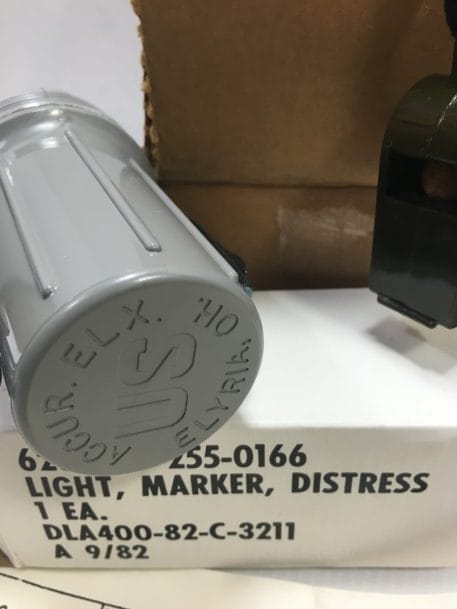 ACCUR. ELX.
US
ELYRIA, OH.
255-0166
LIGHT, MARKER, DISTRESS
1 EA.
DLA400-82-C-3211
A 9/82